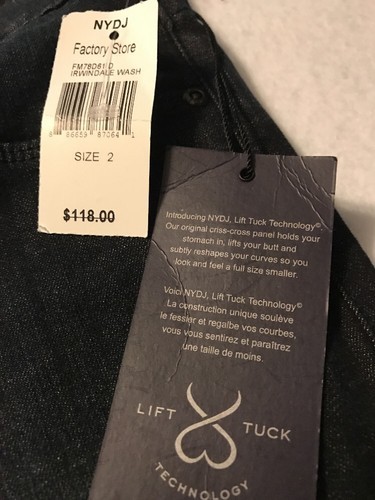 NYDJ
Factory Store
FM78D61 D
IRWINDALE WASH
SIZE 2
$118.00
Introducing NYDJ, Lift Tuck Technology©
Our original criss-cross panel holds your
stomach in, lifts your butt and
subtly reshapes your curves so you
look and feel a full size smaller.
Voici NYDJ, Lift Tuck Technology©
La construction unique soulève
le fessier et regalbe vos courbes,
vous vous sentirez et paraîtrez
une taille de moins.
LIFT TUCK
TECHNOLOGY